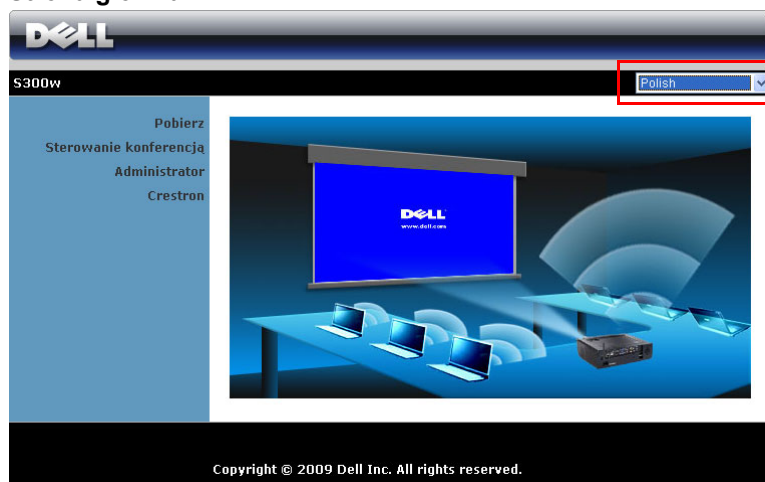 DELL
S300w
Polish
Pobierz
Sterowanie konferencją
Administrator
Crestron
DELL
www.dell.com
Copyright © 2009 Dell Inc. All rights reserved.